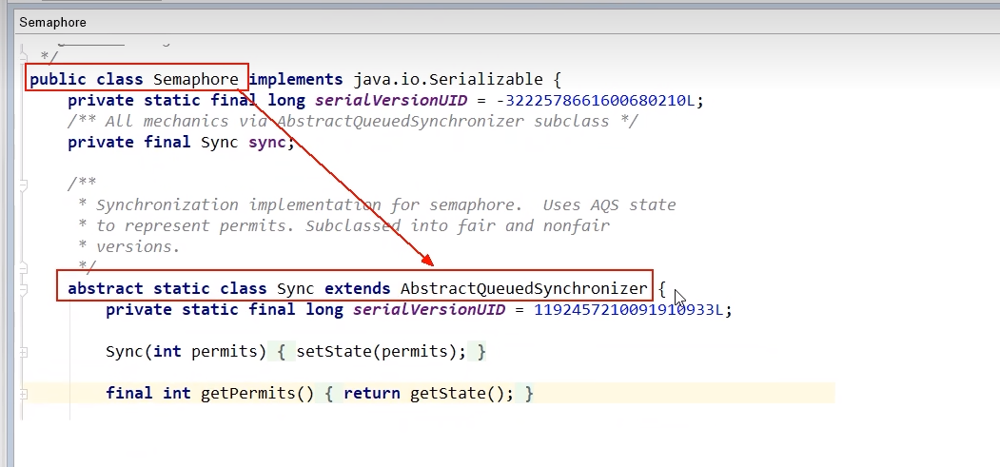 Semaphore
*/
public class Semaphore implements java.io.Serializable {
private static final long serialVersionUID = -3222578661600680210L;
/** All mechanics via AbstractQueuedSynchronizer subclass */
private final Sync sync;
/**
* Synchronization implementation for semaphore.  Uses AQS state
* to represent permits. Subclassed into fair and nonfair
* versions.
*/
abstract static class Sync extends AbstractQueuedSynchronizer {
private static final long serialVersionUID = 1192457210091910933L;
Sync(int permits) { setState(permits); }
final int getPermits() { return getState(); }